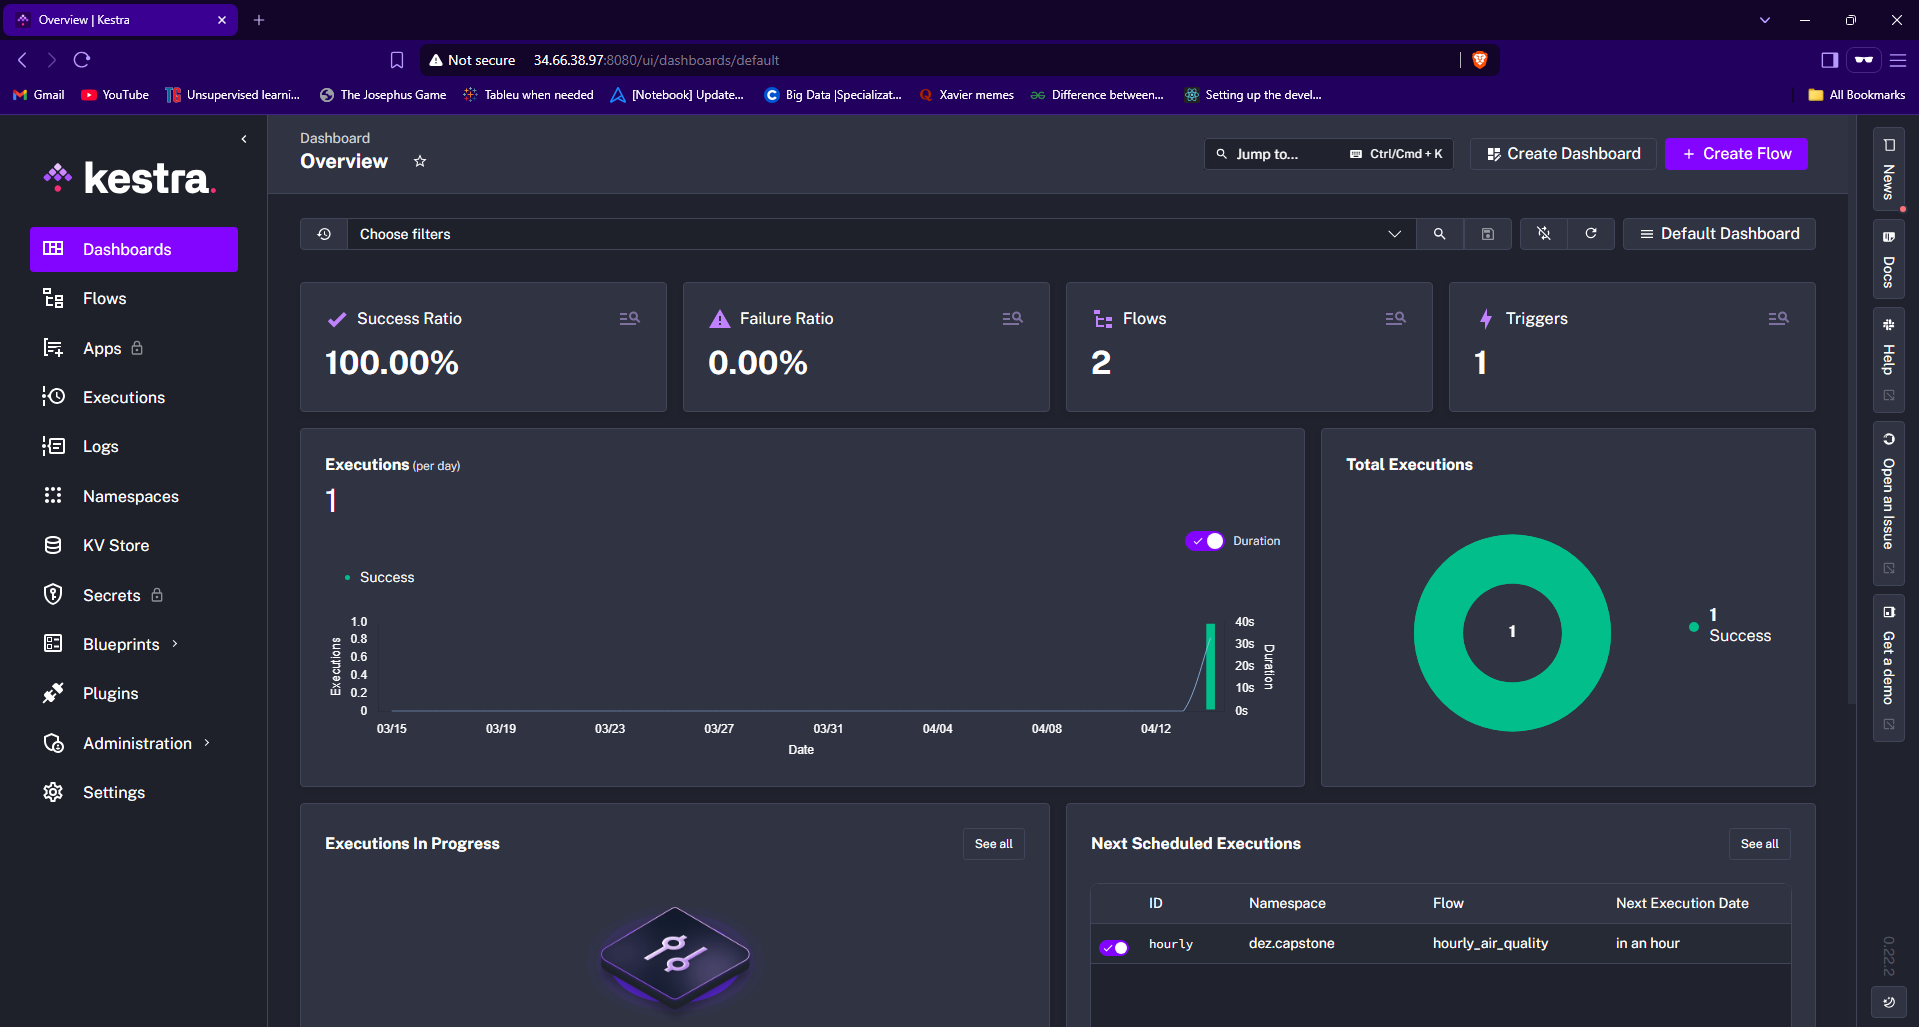 Overview | Kestra
Not secure 34.66.38.97:8080/ui/dashboards/default
Gmail YouTube Unsupervised learni... The Josephus Game Tableu when needed [Notebook] Update... Big Data |Specializat... Xavier memes Difference between... Setting up the devel... All Bookmarks
kestra.
Dashboards
Flows
Apps
Executions
Logs
Namespaces
KV Store
Secrets
Blueprints
Plugins
Administration
Settings
Dashboard
Overview
Jump to... Ctrl/Cmd + K
Create Dashboard
+ Create Flow
Choose filters
Default Dashboard
Success Ratio
100.00%
Failure Ratio
0.00%
Flows
2
Triggers
1
Executions (per day)
1
Duration
Success
Executions
1.0
0.8
0.6
0.4
0.2
0
40s
30s
20s
10s
0s
Duration
03/15 03/19 03/23 03/27 03/31 04/04 04/08 04/12
Date
Total Executions
1
1
Success
Executions In Progress
See all
Next Scheduled Executions
See all
ID Namespace Flow Next Execution Date
hourly dez.capstone hourly_air_quality in an hour
News
Docs
Help
Open an Issue
Get a demo
0.22.2